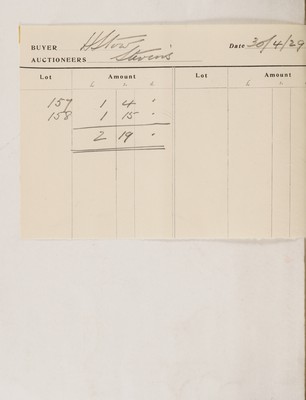 BUYER H Stow Date 30/4/29
AUCTIONEERS Stevens
Lot Amount Lot Amount
£ s. d. £ s.
157 1 4 "
158 1 15 "
2 19 "